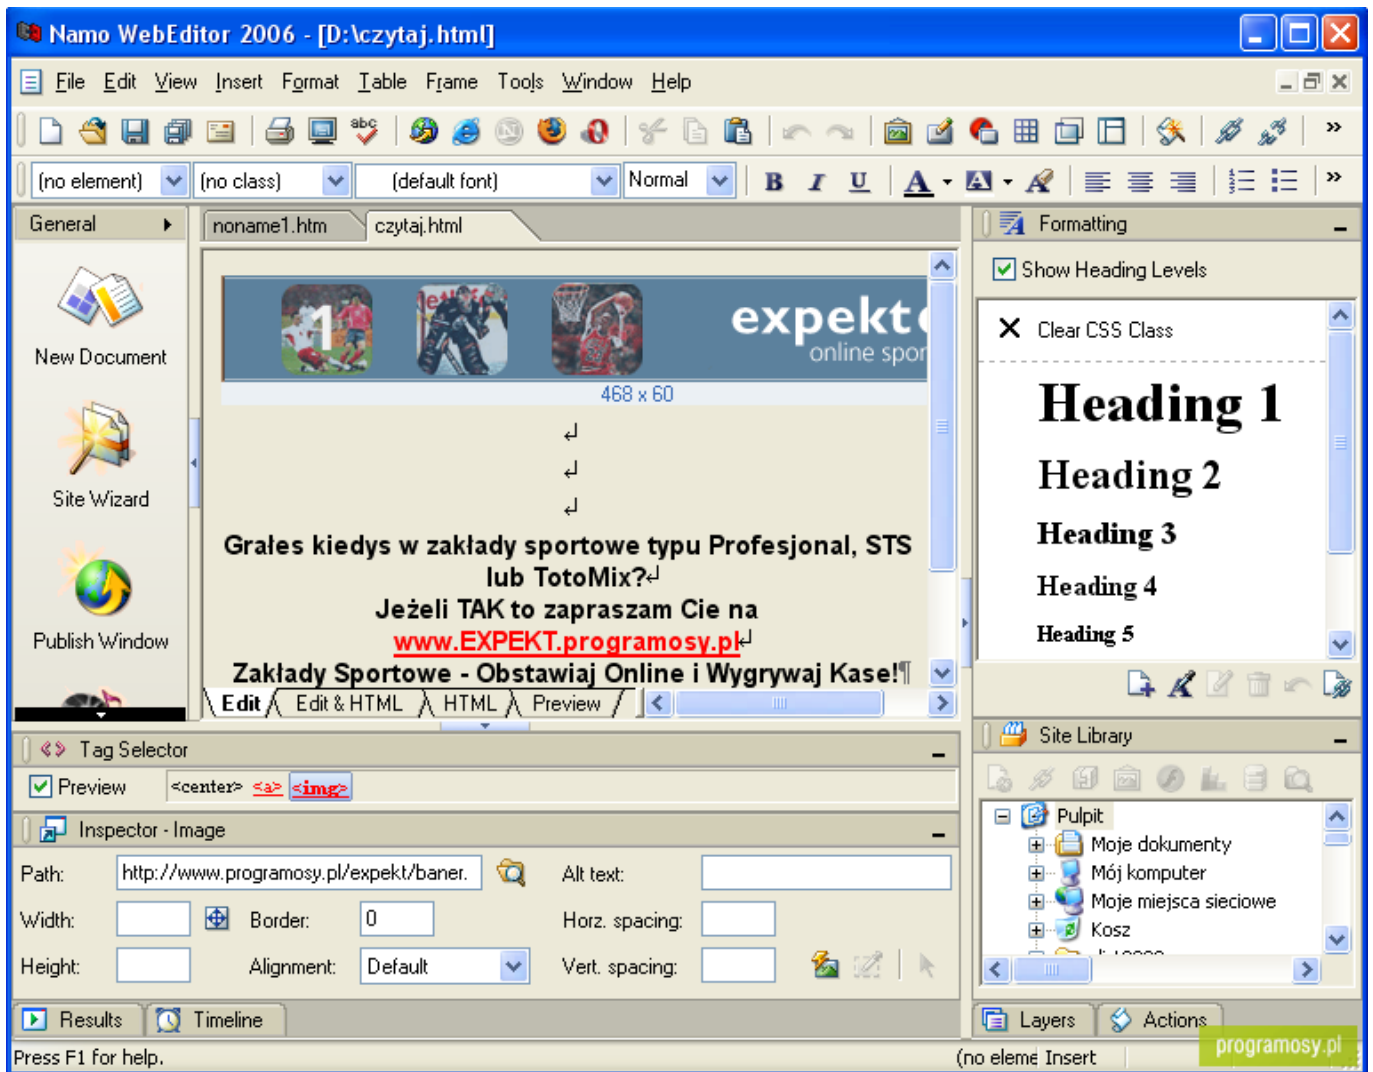 Namo WebEditor 2006 - [D:\czytaj.html]
File Edit View Insert Format Table Frame Tools Window Help
abc
(no element) (no class) (default font) Normal B I U A A
General
New Document
Site Wizard
Publish Window
noname1.htm czytaj.html
1
expekt
online spor
468 x 60
Grałes kiedys w zakłady sportowe typu Profesjonal, STS
lub TotoMix?
Jeżeli TAK to zapraszam Cie na
www.EXPEKT.programosy.pl
Zakłady Sportowe - Obstawiaj Online i Wygrywaj Kase!¶
Edit Edit & HTML HTML Preview
Formatting
Show Heading Levels
Clear CSS Class
Heading 1
Heading 2
Heading 3
Heading 4
Heading 5
Tag Selector
Preview <center> <a> <img>
Inspector - Image
Path: http://www.programosy.pl/expekt/baner. Alt text:
Width: Border: 0 Horz. spacing:
Height: Alignment: Default Vert. spacing:
Results Timeline
Site Library
Pulpit
Moje dokumenty
Mój komputer
Moje miejsca sieciowe
Kosz
Layers Actions
Press F1 for help. (no eleme Insert
programosy.pl